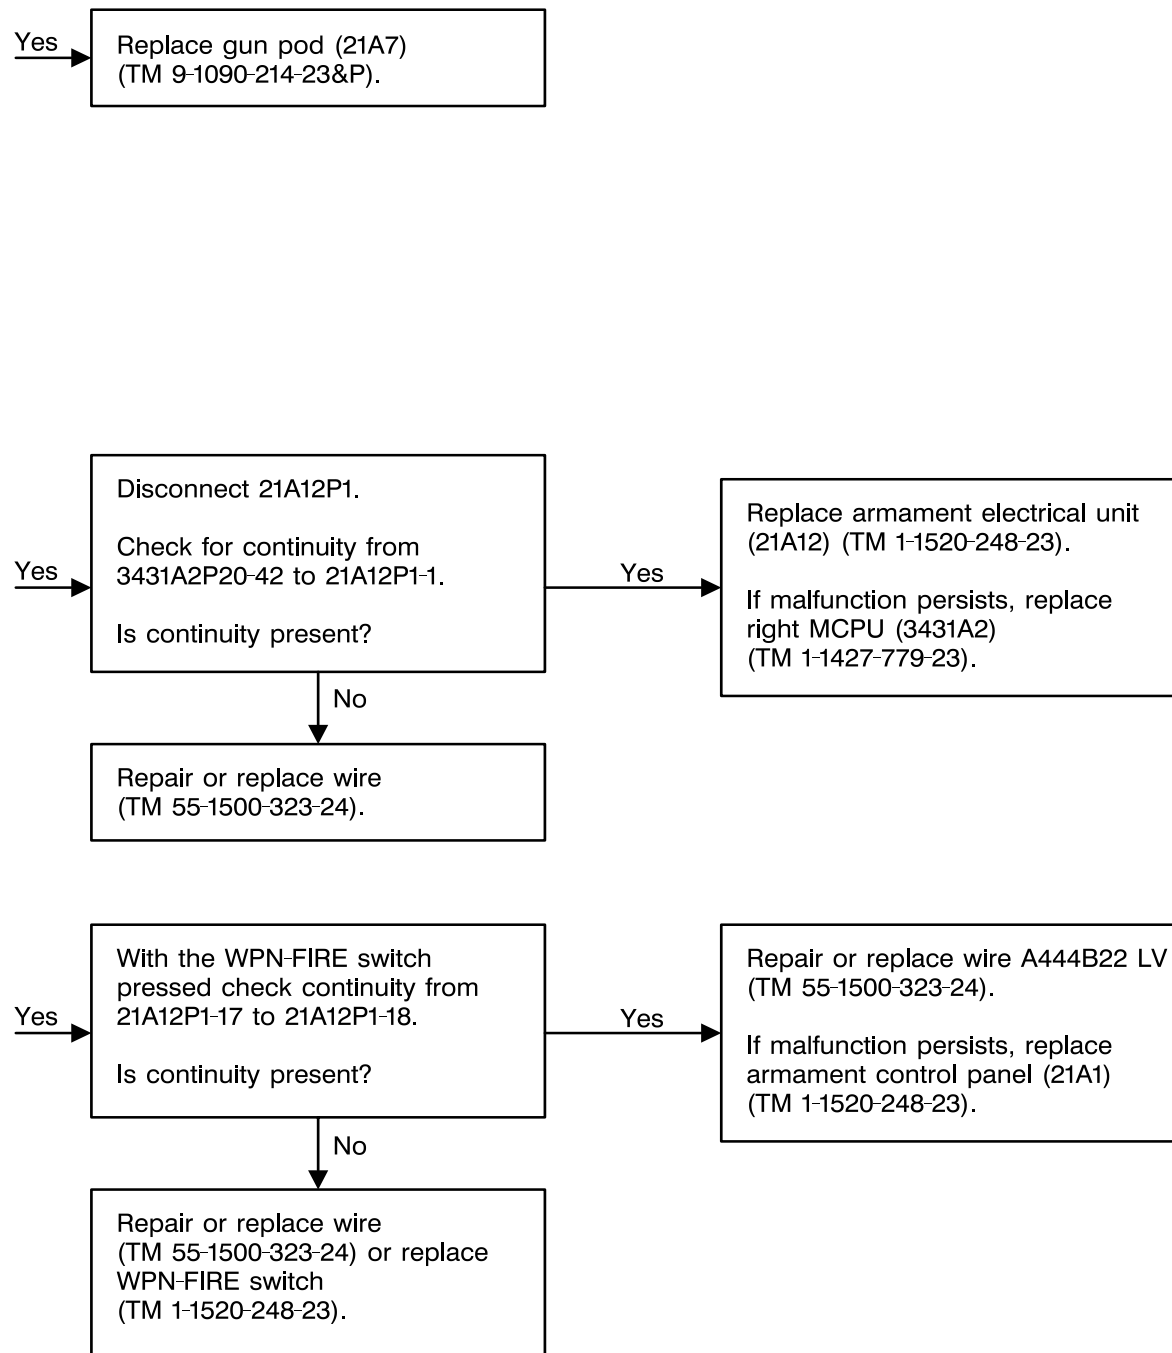 Yes
Replace gun pod (21A7)
(TM 9-1090-214-23&P).
Yes
Disconnect 21A12P1.
Check for continuity from
3431A2P20-42 to 21A12P1-1.
Is continuity present?
Yes
Replace armament electrical unit
(21A12) (TM 1-1520-248-23).
If malfunction persists, replace
right MCPU (3431A2)
(TM 1-1427-779-23).
No
Repair or replace wire
(TM 55-1500-323-24).
Yes
With the WPN-FIRE switch
pressed check continuity from
21A12P1-17 to 21A12P1-18.
Is continuity present?
Yes
Repair or replace wire A444B22 LV
(TM 55-1500-323-24).
If malfunction persists, replace
armament control panel (21A1)
(TM 1-1520-248-23).
No
Repair or replace wire
(TM 55-1500-323-24) or replace
WPN-FIRE switch
(TM 1-1520-248-23).